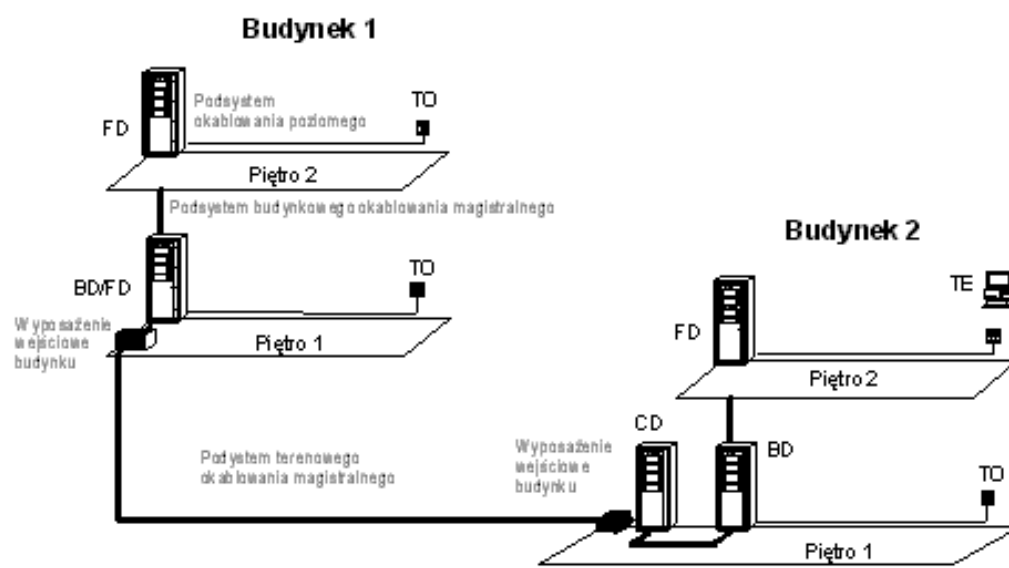 Budynek 1
Podsystem
okablowania poziomego
TO
FD
Piętro 2
Podsystem budynkowego okablowania magistralnego
Budynek 2
TO
BD/FD
TE
Wyposażenie
wejściowe
budynku
Piętro 1
FD
Piętro 2
CD
BD
Podystem terenowego
okablowania magistralnego
Wyposażenie
wejściowe
budynku
TO
Piętro 1